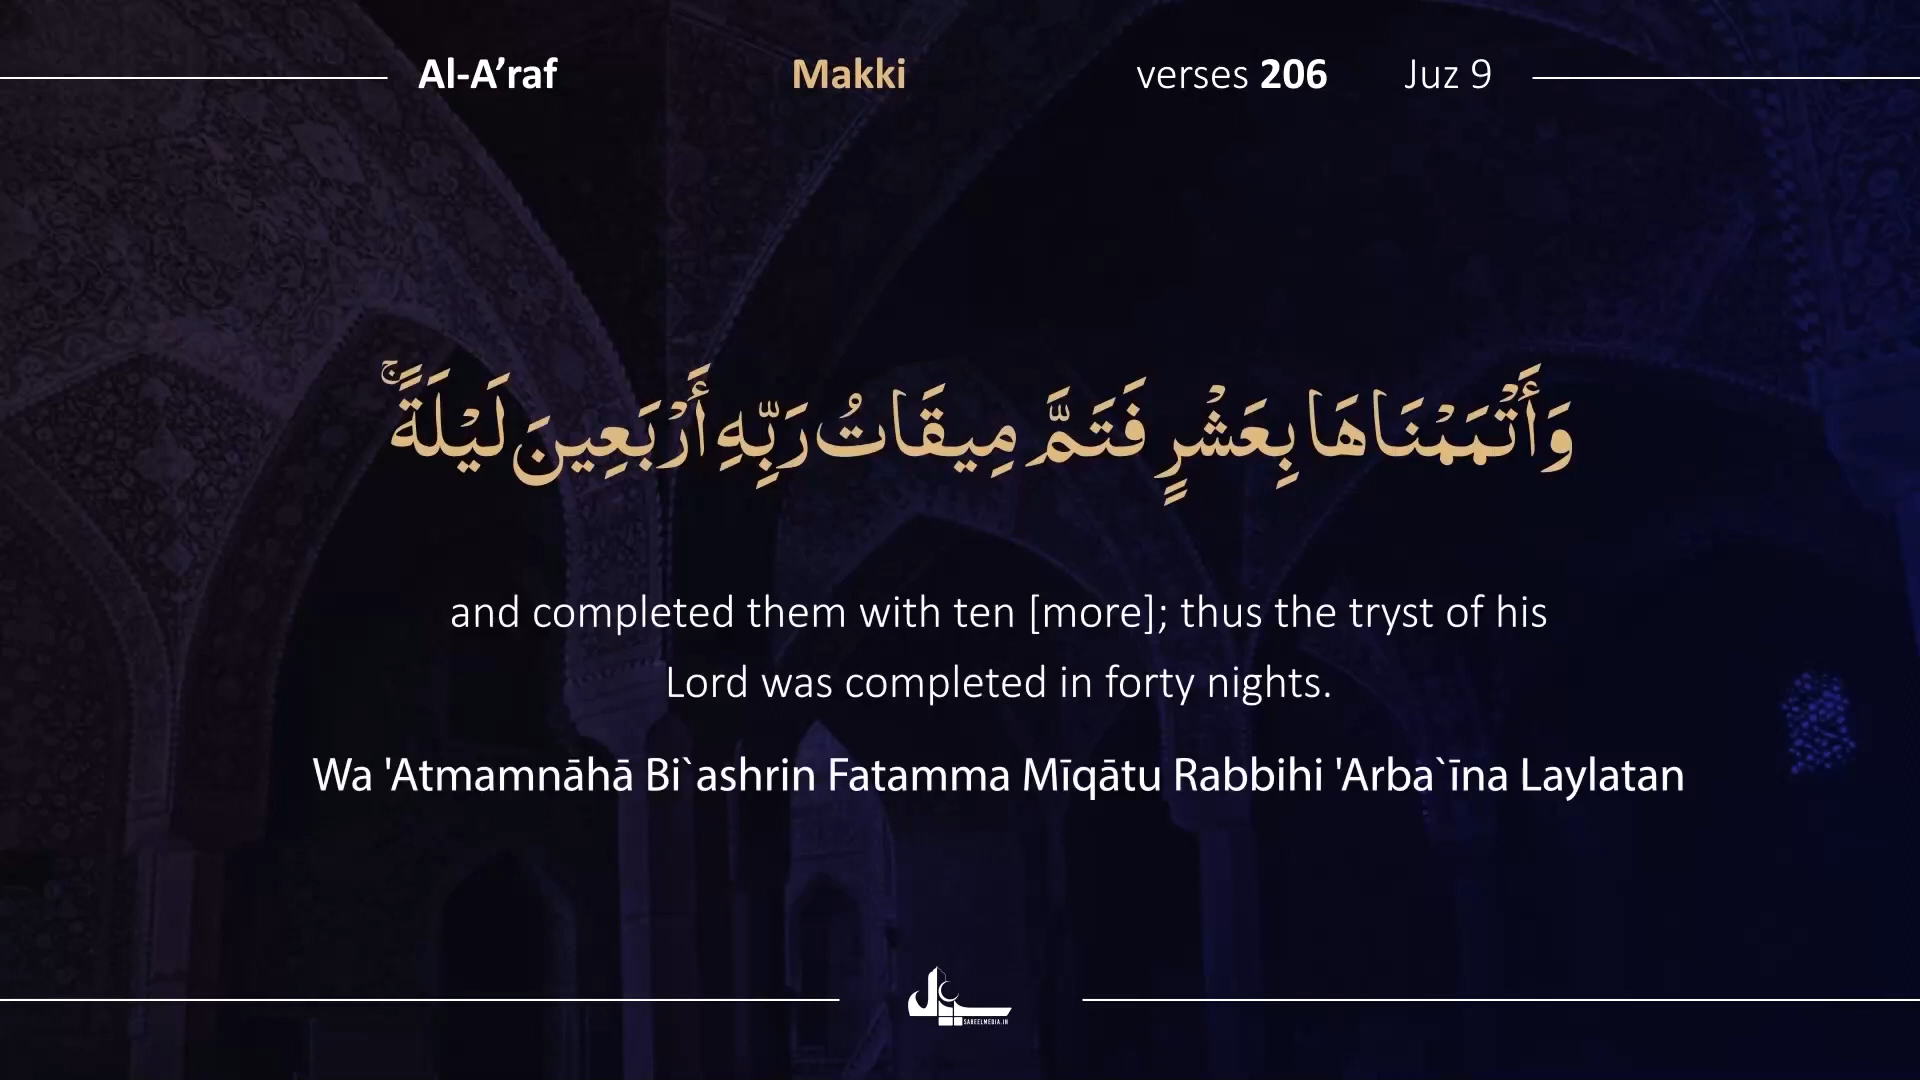 Al-A’raf Makki verses 206 Juz 9
وَأَتْمَمْنَاهَا بِعَشْرٍ فَتَمَّ مِيقَاتُ رَبِّهِ أَرْبَعِينَ لَيْلَةً ۚ
and completed them with ten [more]; thus the tryst of his
Lord was completed in forty nights.
Wa 'Atmamnāhā Bi`ashrin Fatamma Mīqātu Rabbihi 'Arba`īna Laylatan
SABEELMEDIA.IN